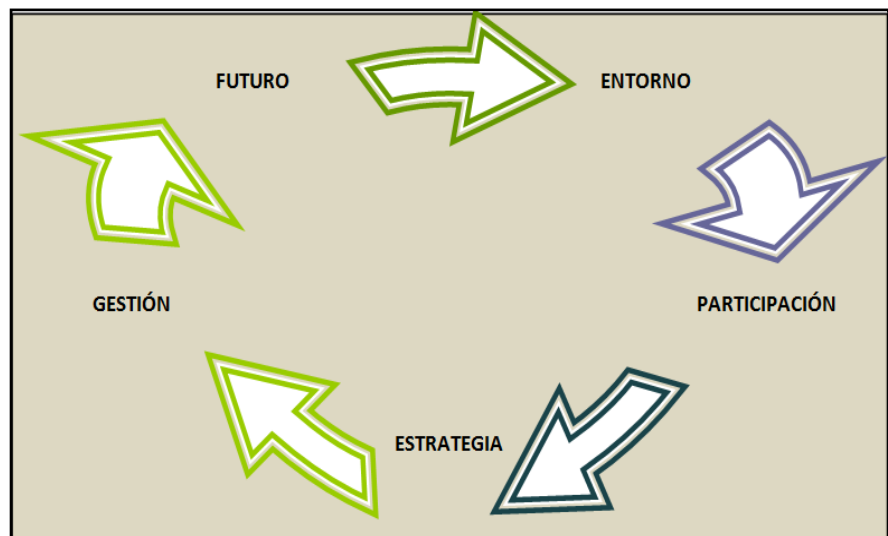 FUTURO
ENTORNO
GESTIÓN
PARTICIPACIÓN
ESTRATEGIA